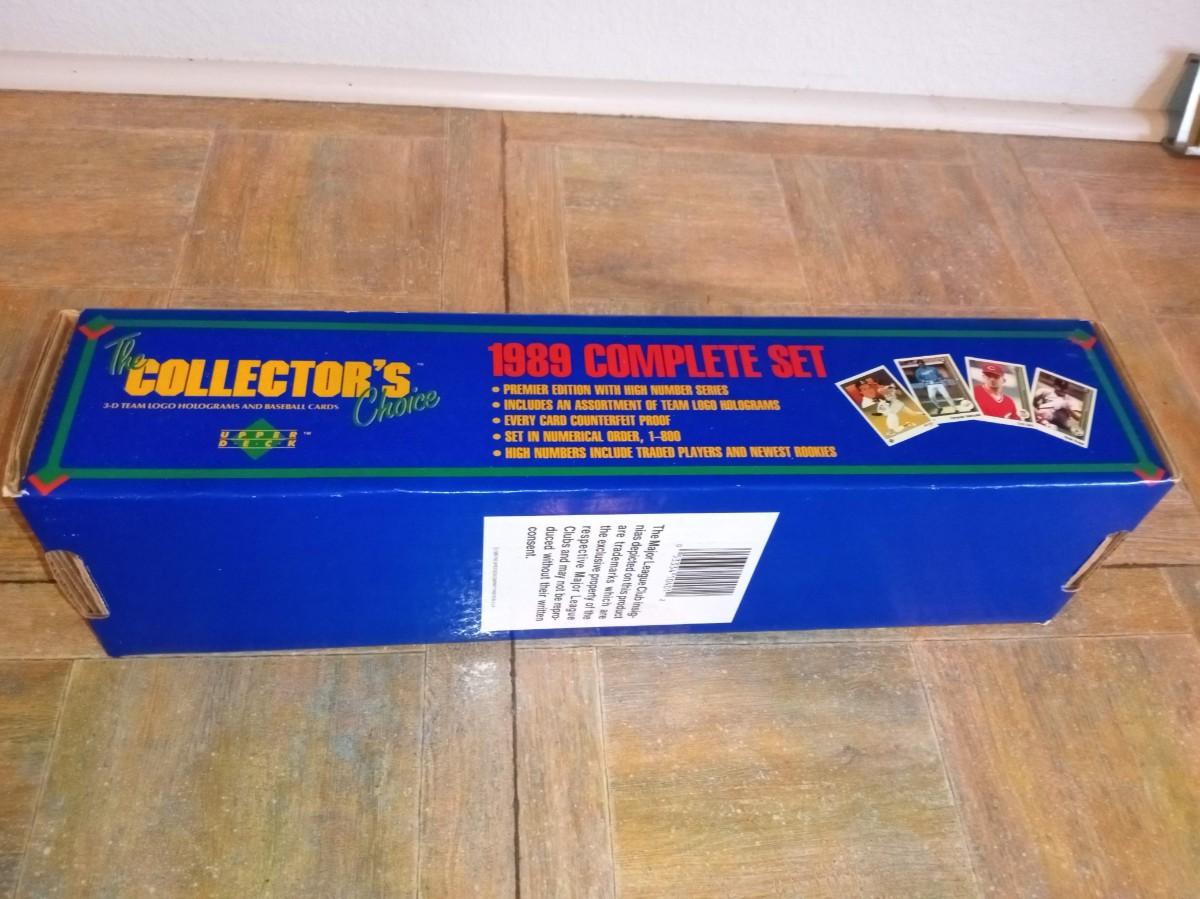 The
COLLECTOR'S™
Choice
3-D TEAM LOGO HOLOGRAMS AND BASEBALL CARDS
UPPER ™
DECK
1989 COMPLETE SET
• PREMIER EDITION WITH HIGH NUMBER SERIES
• INCLUDES AN ASSORTMENT OF TEAM LOGO HOLOGRAMS
• EVERY CARD COUNTERFEIT PROOF
• SET IN NUMERICAL ORDER, 1-800
• HIGH NUMBERS INCLUDE TRADED PLAYERS AND NEWEST ROOKIES
The Major League Club insig-
nias depicted on this product
are trademarks which are
the exclusive property of the
respective Major League
Clubs and may not be repro-
duced without their written
consent.